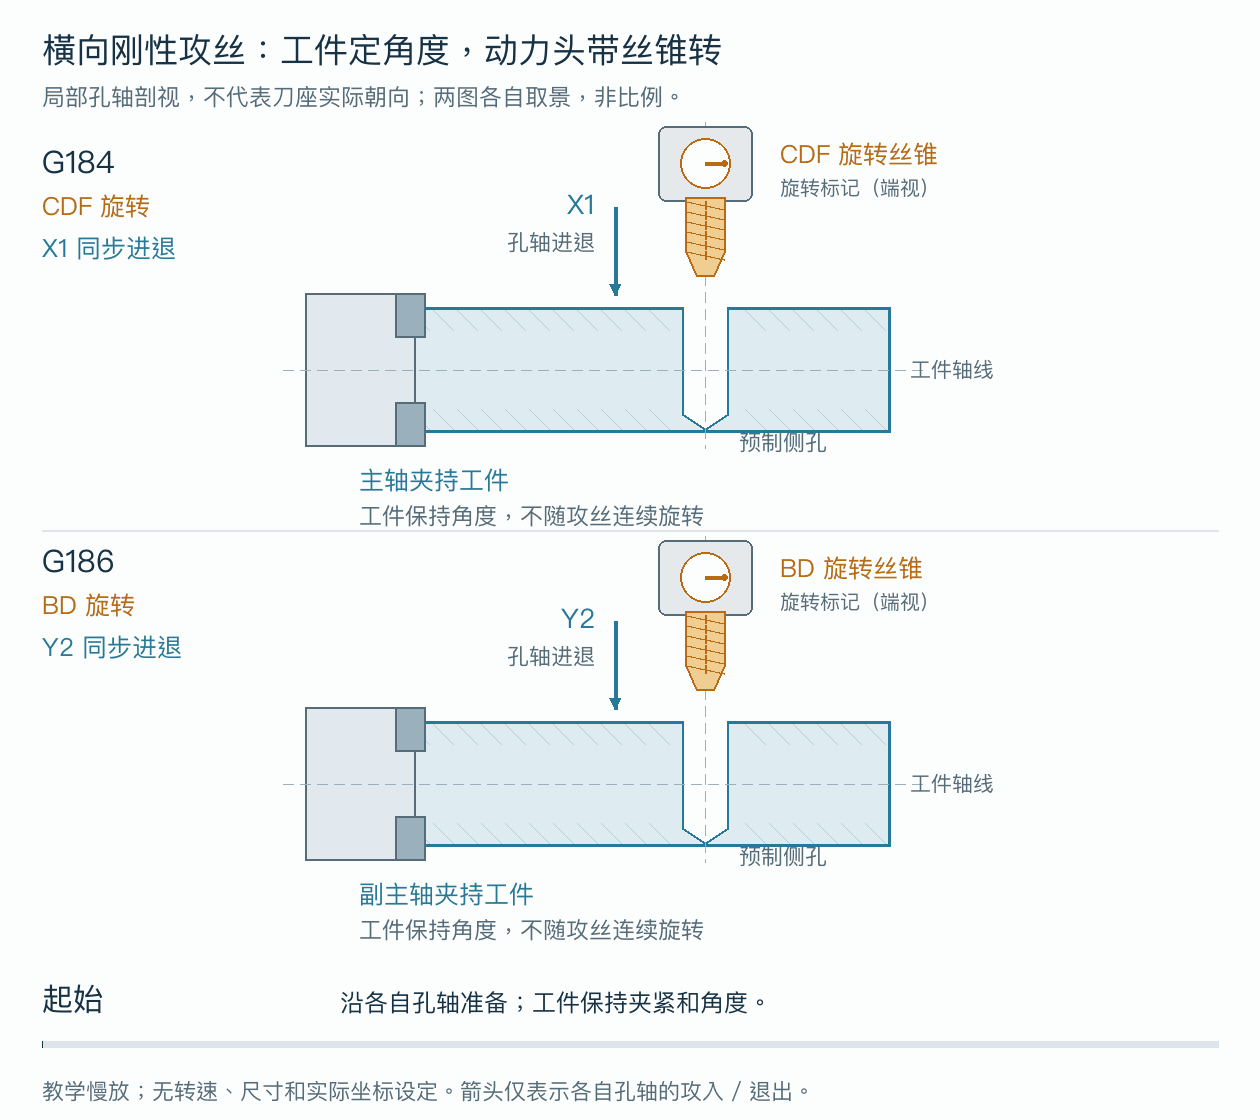 橫向刚性攻丝：工件定角度，动力头带丝锥转
局部孔轴剖视，不代表刀座实际朝向；两图各自取景，非比例。
G184
CDF 旋转
X1 同步进退
X1
孔轴进退
CDF 旋转丝锥
旋转标记（端视）
工件轴线
预制侧孔
主轴夹持工件
工件保持角度，不随攻丝连续旋转
G186
BD 旋转
Y2 同步进退
Y2
孔轴进退
BD 旋转丝锥
旋转标记（端视）
工件轴线
预制侧孔
副主轴夹持工件
工件保持角度，不随攻丝连续旋转
起始
沿各自孔轴准备；工件保持夹紧和角度。
教学慢放；无转速、尺寸和实际坐标设定。箭头仅表示各自孔轴的攻入 / 退出。